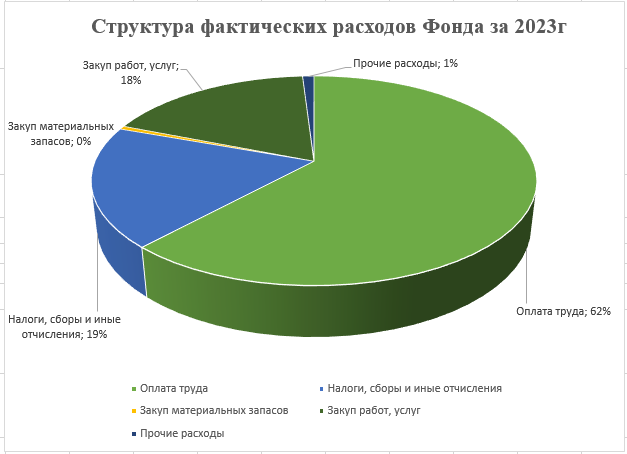 Структура фактических расходов Фонда за 2023г
Закуп работ, услуг;
18%
Прочие расходы; 1%
Закуп материальных
запасов; 0%
Налоги, сборы и иные
отчисления; 19%
Оплата труда; 62%
Оплата труда
Налоги, сборы и иные отчисления
Закуп материальных запасов
Закуп работ, услуг
Прочие расходы